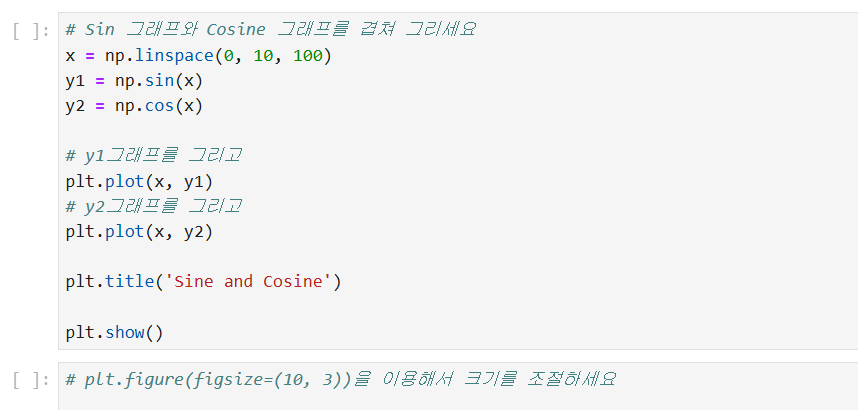 [ ]: # Sin 그래프와 Cosine 그래프를 겹쳐 그리세요
x = np.linspace(0, 10, 100)
y1 = np.sin(x)
y2 = np.cos(x)
# y1그래프를 그리고
plt.plot(x, y1)
# y2그래프를 그리고
plt.plot(x, y2)
plt.title('Sine and Cosine')
plt.show()
[ ]: # plt.figure(figsize=(10, 3))을 이용해서 크기를 조절하세요